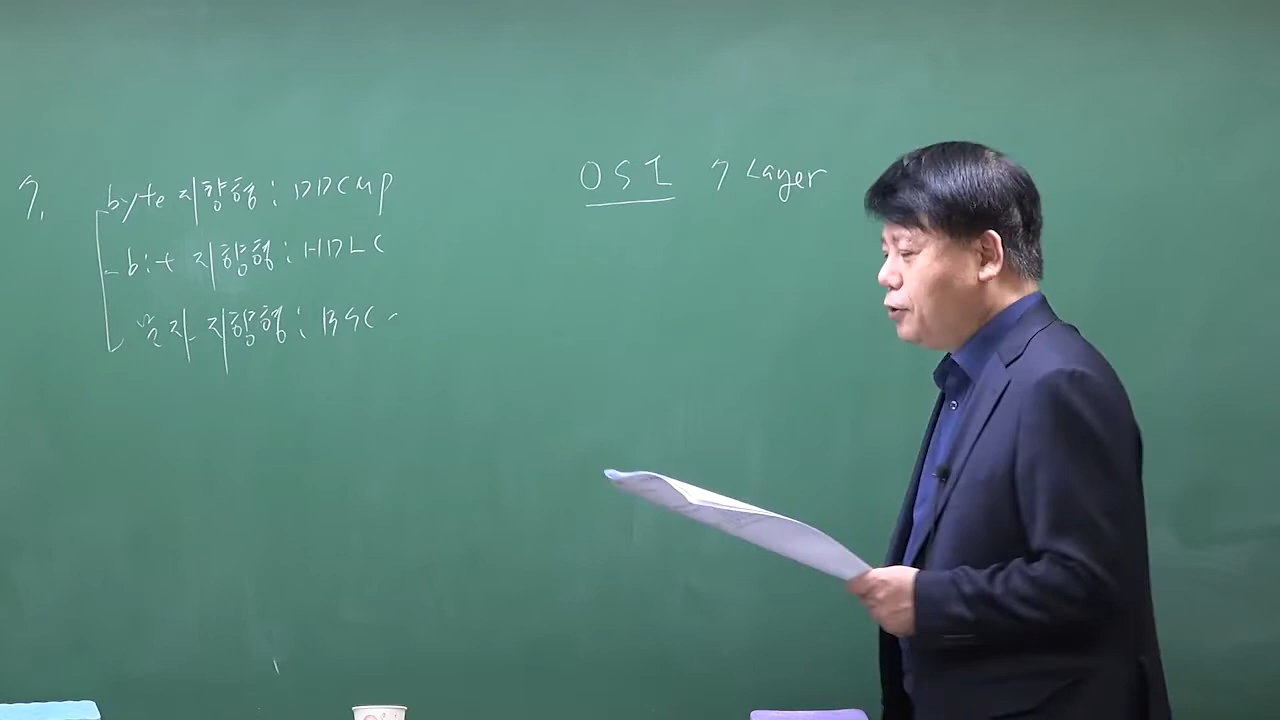 7. byte 지향형 : DDCMP
bit 지향형 : HDLC
문자 지향형 : BSC
OSI 7 Layer